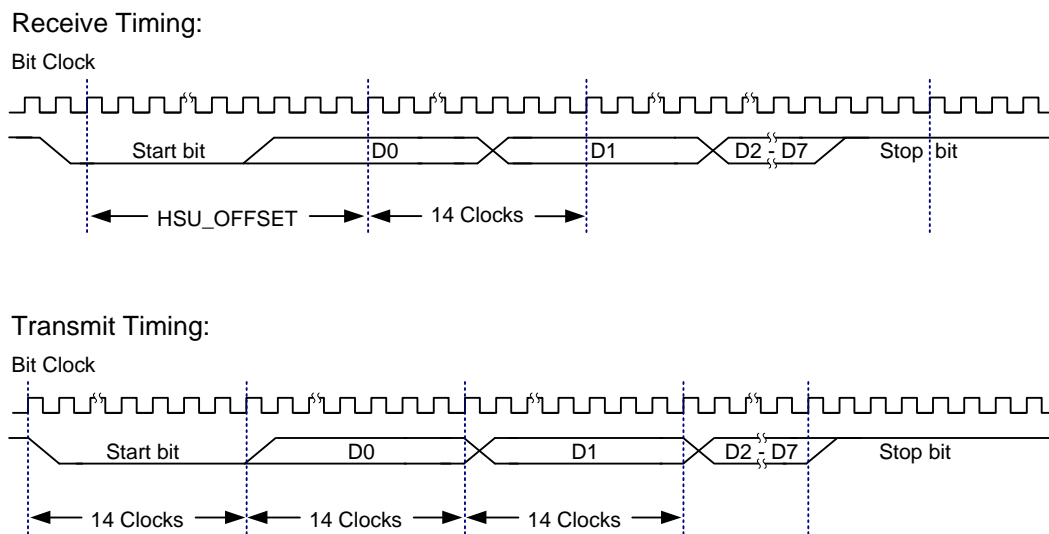 Receive Timing:
Bit Clock
Start bit D0 D1 D2 - D7 Stop bit
HSU_OFFSET 14 Clocks
Transmit Timing:
Bit Clock
Start bit D0 D1 D2 - D7 Stop bit
14 Clocks 14 Clocks 14 Clocks